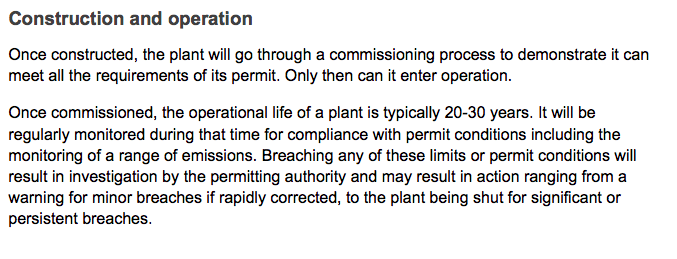 Construction and operation
Once constructed, the plant will go through a commissioning process to demonstrate it can
meet all the requirements of its permit. Only then can it enter operation.
Once commissioned, the operational life of a plant is typically 20-30 years. It will be
regularly monitored during that time for compliance with permit conditions including the
monitoring of a range of emissions. Breaching any of these limits or permit conditions will
result in investigation by the permitting authority and may result in action ranging from a
warning for minor breaches if rapidly corrected, to the plant being shut for significant or
persistent breaches.